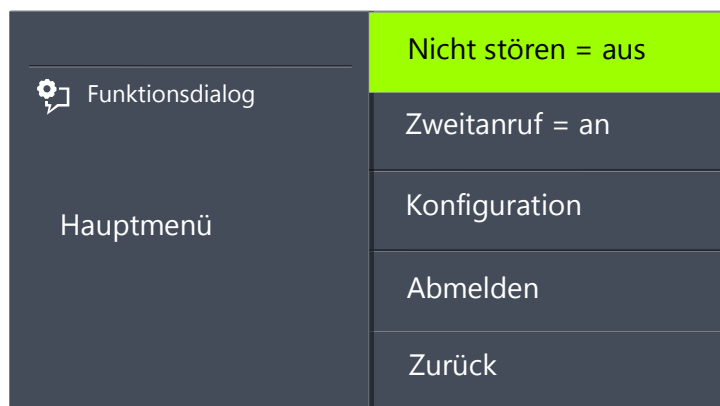 Funktionsdialog
Hauptmenü
Nicht stören = aus
Zweitanruf = an
Konfiguration
Abmelden
Zurück